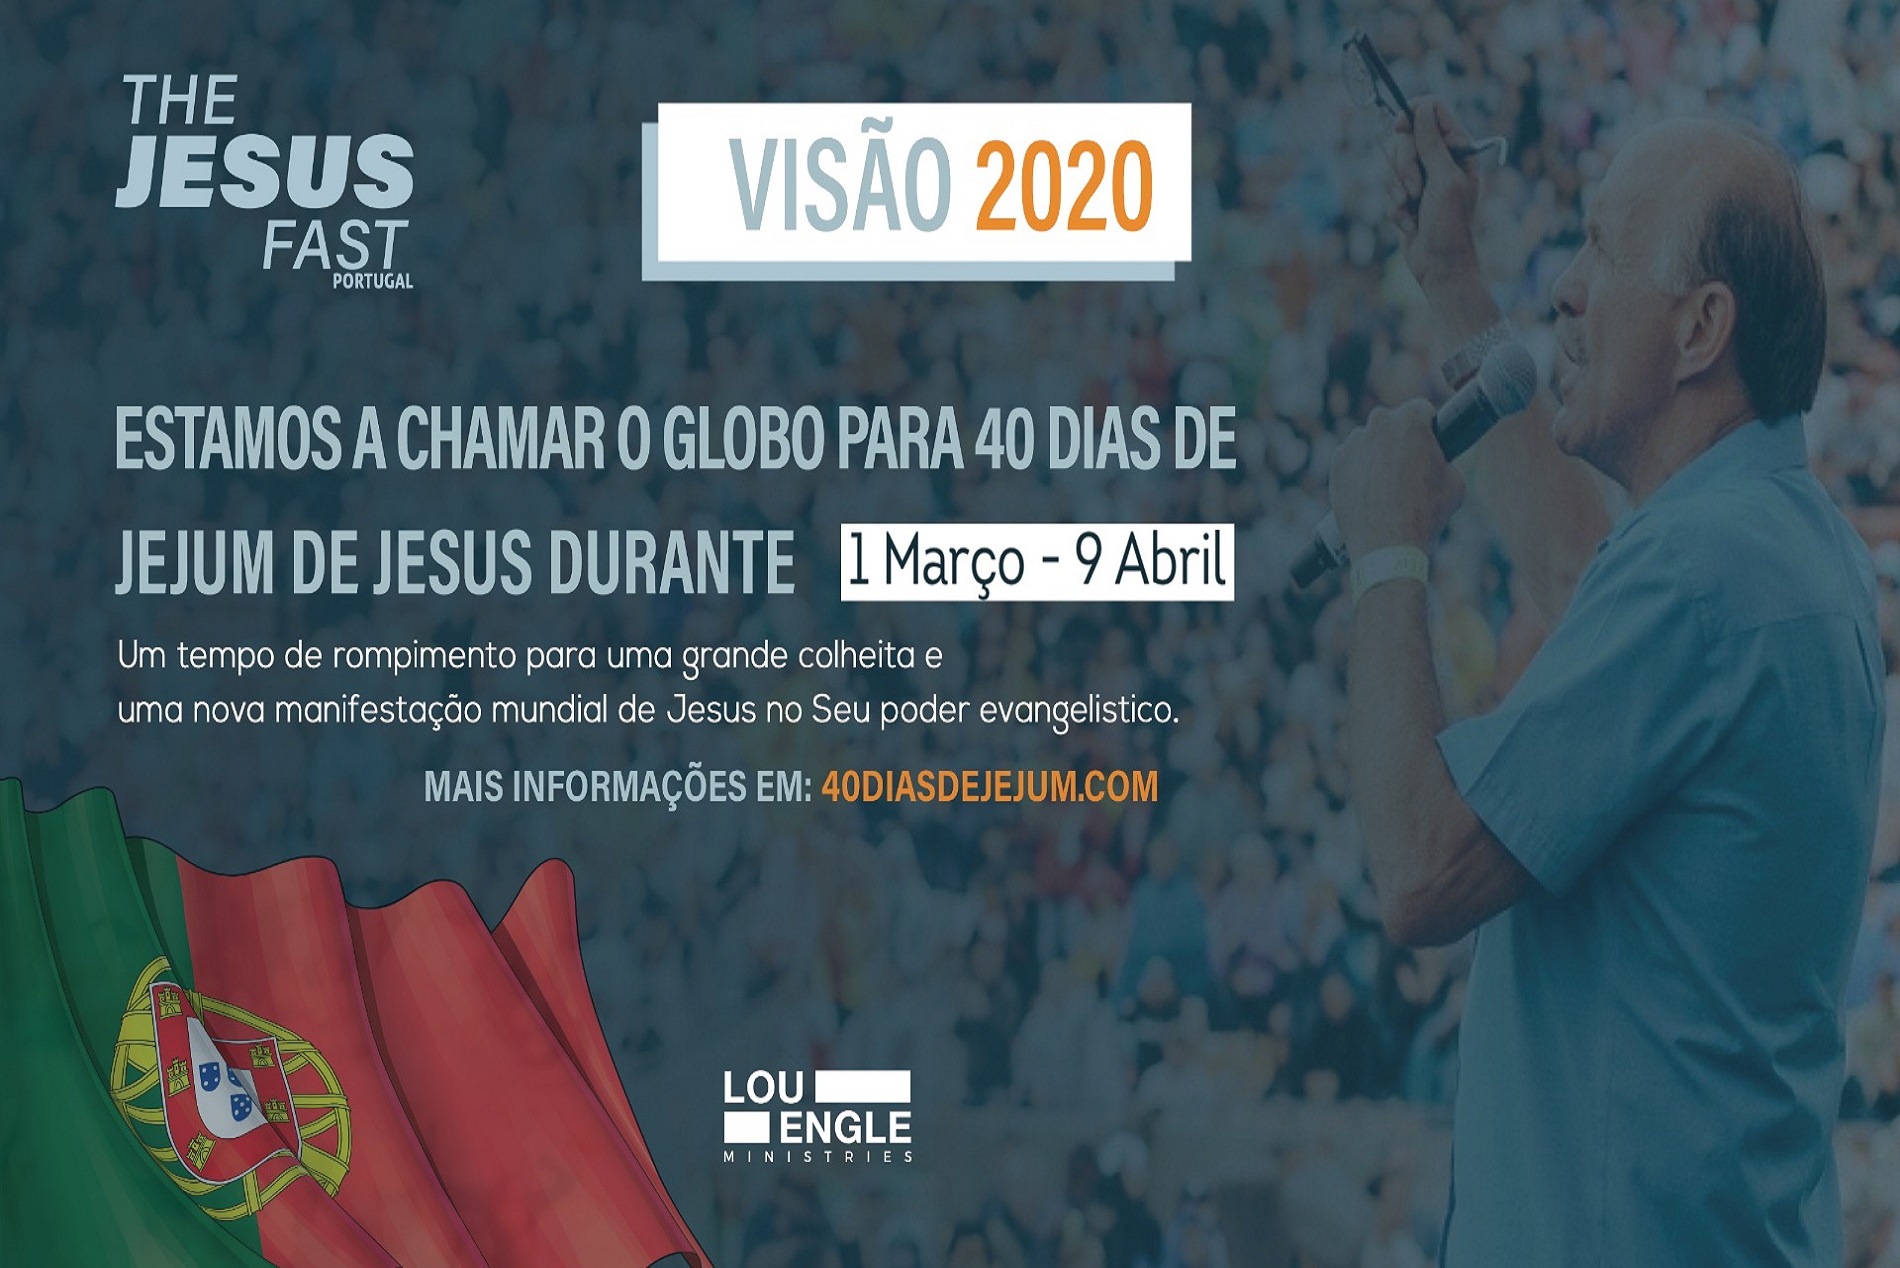 THE
JESUS
FAST
PORTUGAL
VISÃO 2020
ESTAMOS A CHAMAR O GLOBO PARA 40 DIAS DE
JEJUM DE JESUS DURANTE 1 Março - 9 Abril
Um tempo de rompimento para uma grande colheita e
uma nova manifestação mundial de Jesus no Seu poder evangelistico.
MAIS INFORMAÇÕES EM: 40DIASDEJEJUM.COM
LOU
ENGLE
MINISTRIES